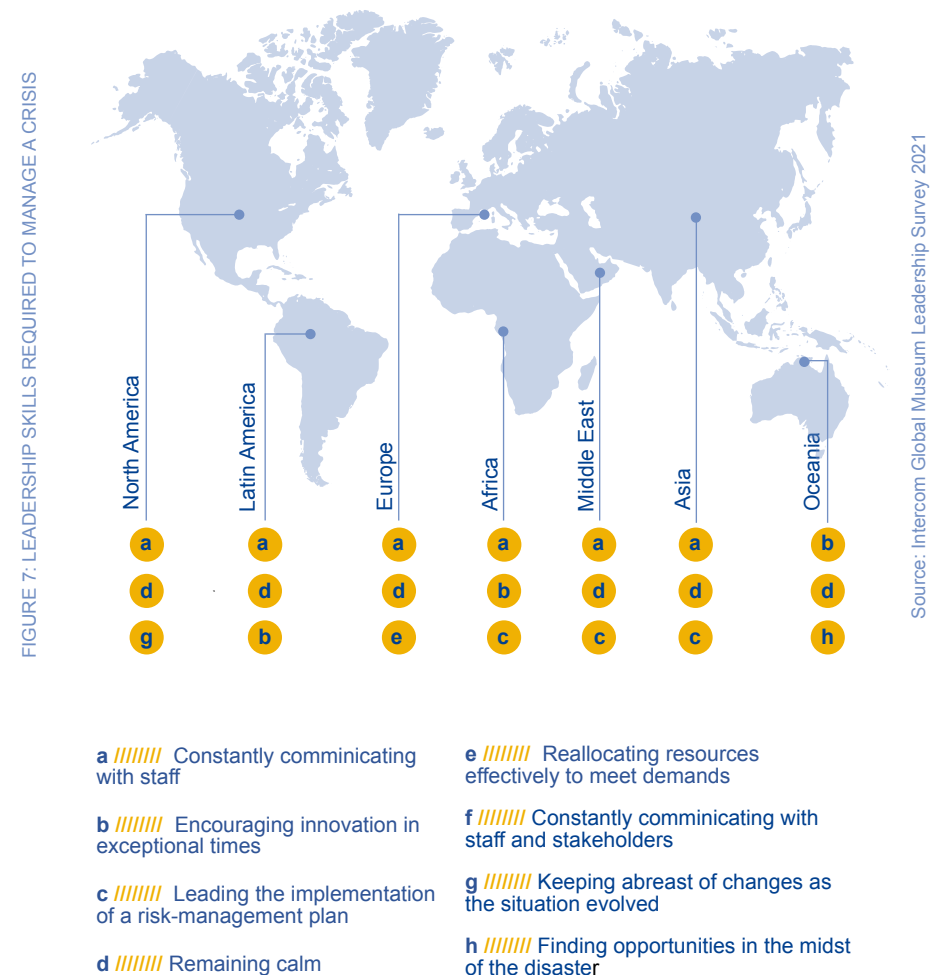 FIGURE 7: LEADERSHIP SKILLS REQUIRED TO MANAGE A CRISIS
Source: Intercom Global Museum Leadership Survey 2021
North America
Latin America
Europe
Africa
Middle East
Asia
Oceania
a a a a a a b
d d d b d d d
g b e c c c h
a //////// Constantly comminicating
with staff
b //////// Encouraging innovation in
exceptional times
c //////// Leading the implementation
of a risk-management plan
d //////// Remaining calm
e //////// Reallocating resources
effectively to meet demands
f //////// Constantly comminicating with
staff and stakeholders
g //////// Keeping abreast of changes as
the situation evolved
h //////// Finding opportunities in the midst
of the disaster